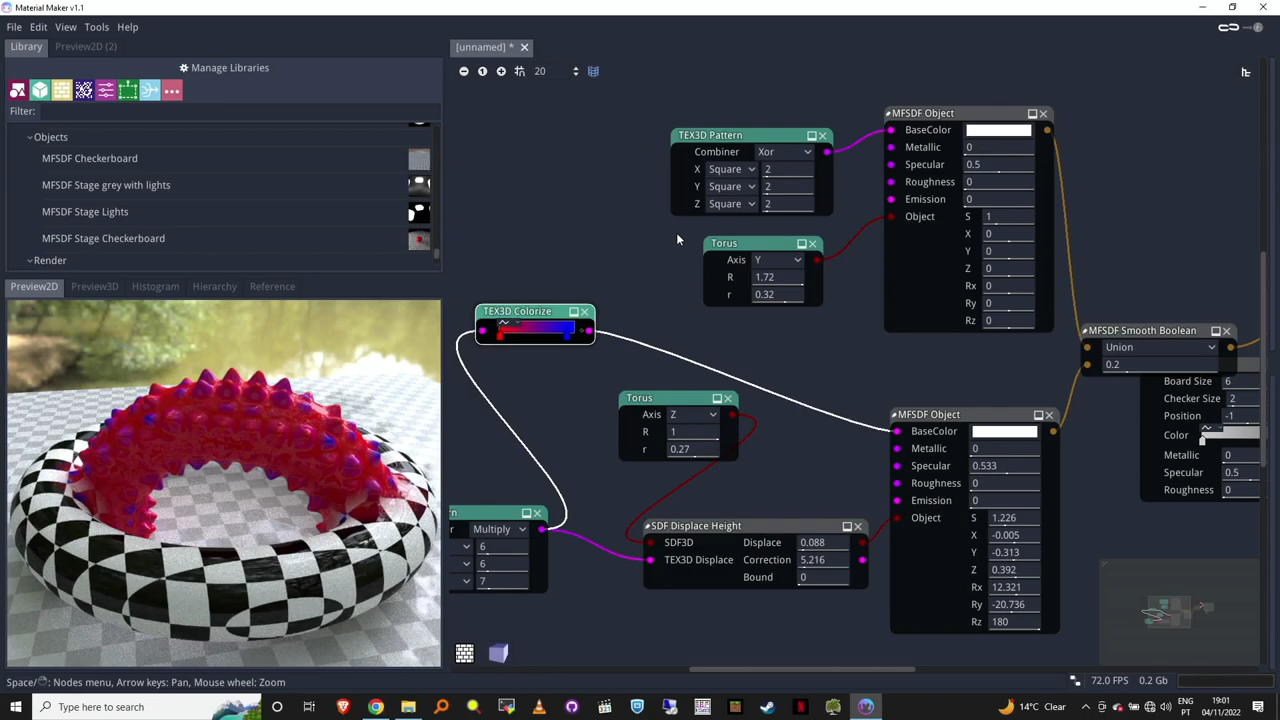 Material Maker v1.1
File Edit View Tools Help
Library Preview2D (2)
Manage Libraries
Filter:
Objects
MFSDF Checkerboard
MFSDF Stage grey with lights
MFSDF Stage Lights
MFSDF Stage Checkerboard
Render
Preview2D Preview3D Histogram Hierarchy Reference
[unnamed] *
1 20
TEX3D Pattern
Combiner Xor
X Square 2
Y Square 2
Z Square 2
Torus
Axis Y
R 1.72
r 0.32
MFSDF Object
BaseColor
Metallic 0
Specular 0.5
Roughness 0
Emission 0
Object S 1
X 0
Y 0
Z 0
Rx 0
Ry 0
Rz 0
TEX3D Colorize
Torus
Axis Z
R 1
r 0.27
MFSDF Smooth Boolean
Union
0.2
Board Size 6
Checker Size 2
Position -1
Color
Metallic 0
Specular 0.5
Roughness 0
MFSDF Object
BaseColor
Metallic 0
Specular 0.533
Roughness 0
Emission 0
Object S 1.226
X -0.005
Y -0.313
Z 0.392
Rx 12.321
Ry -20.736
Rz 180
rn
r Multiply
6
6
7
SDF Displace Height
SDF3D Displace 0.088
TEX3D Displace Correction 5.216
Bound 0
Space/ : Nodes menu, Arrow keys: Pan, Mouse wheel: Zoom
72.0 FPS 0.2 Gb
Type here to search
14°C Clear
ENG
PT
19:01
04/11/2022